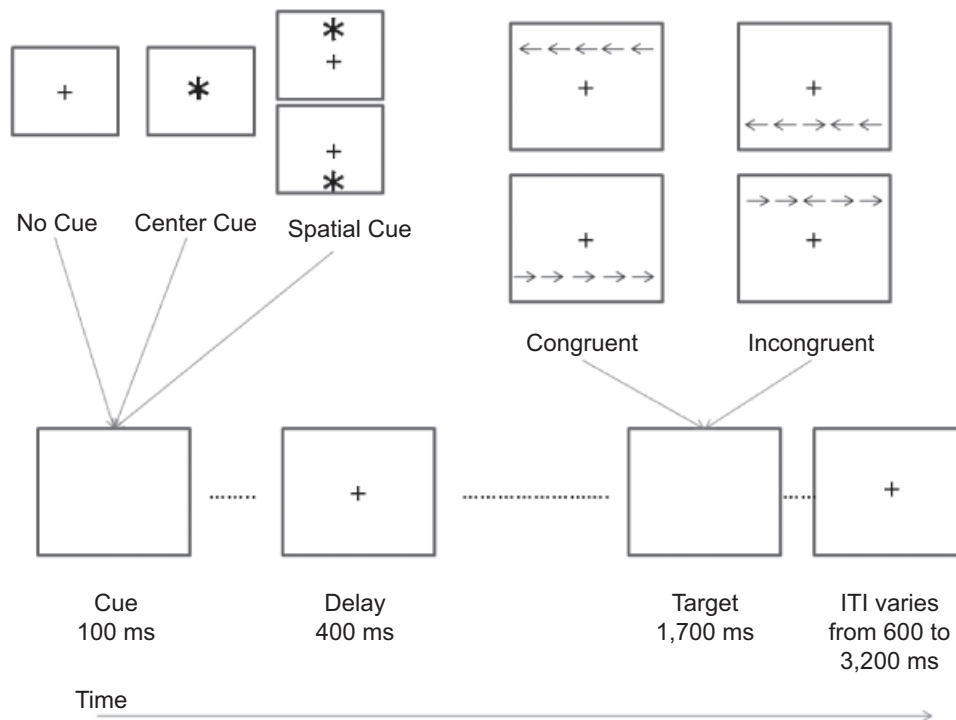 No Cue
Center Cue
Spatial Cue
Congruent
Incongruent
Cue
100 ms
Delay
400 ms
Target
1,700 ms
ITI varies
from 600 to
3,200 ms
Time